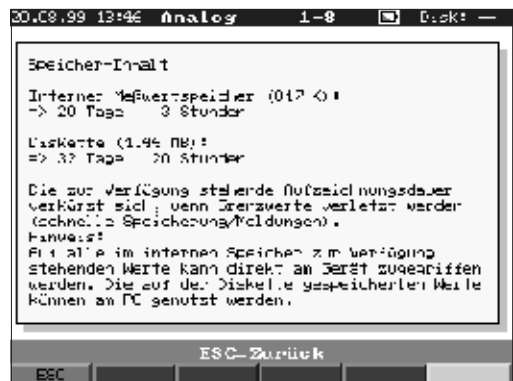 20.08.99 13:46 Analog 1-8 Disk: —
Speicher-Inhalt
Interner Meßwertspeicher
=> 20 Tage 3 Stunden
Diskette (1.44 MB):
=> 32 Tage 20 Stunden
Die zur Verfügung stehende Aufzeichnungsdauer
verkürzt sich, wenn Grenzwerte verletzt werden
(schnelle Speicherung/Meldungen).
Hinweis:
Auf alle im internen Speicher zur Verfügung
stehenden Werte kann direkt am Gerät zugegriffen
werden. Die auf der Diskette gespeicherten Werte
können am PC genutzt werden.
ESC=Zurück
ESC